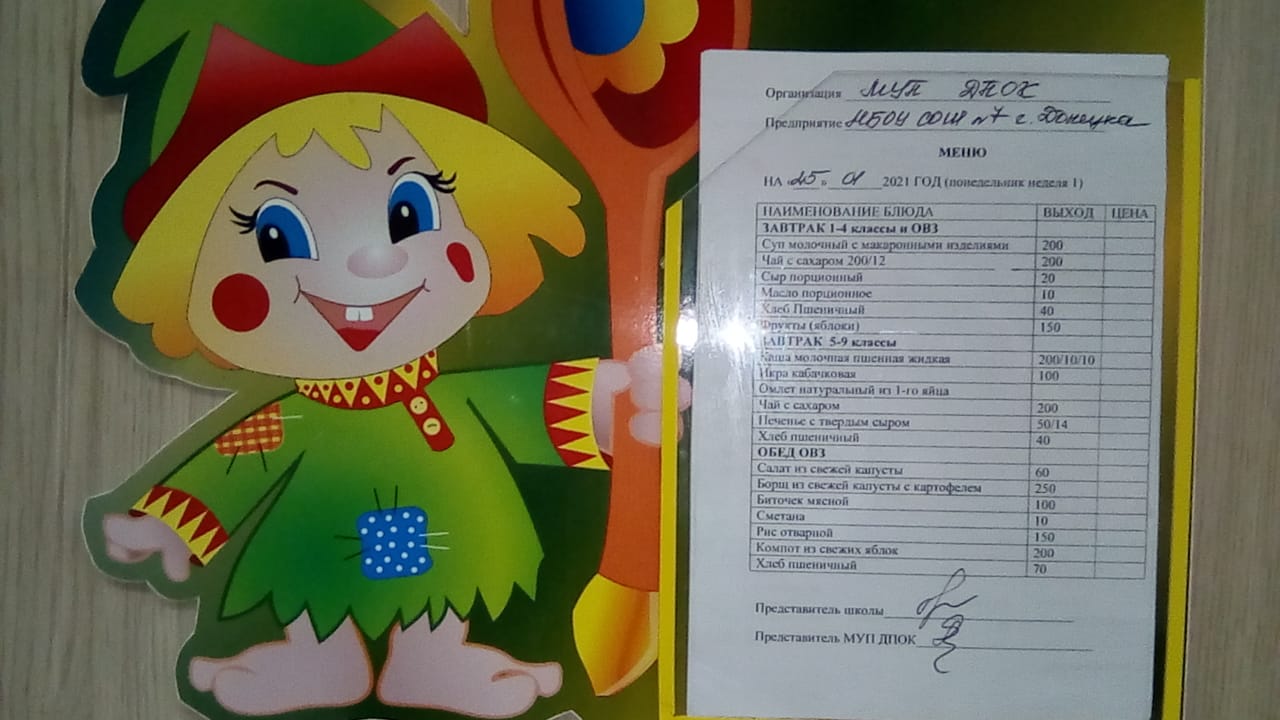 Организация МУП ДПОК
Предприятие МБОУ СОШ №7 г. Донецка
МЕНЮ
НА «25» 01 2021 ГОД (понедельник неделя 1)
НАИМЕНОВАНИЕ БЛЮДА ВЫХОД ЦЕНА
ЗАВТРАК 1-4 классы и ОВЗ
Суп молочный с макаронными изделиями 200
Чай с сахаром 200/12 200
Сыр порционный 20
Масло порционное 10
Хлеб Пшеничный 40
Фрукты (яблоки) 150
ЗАВТРАК 5-9 классы
Каша молочная пшенная жидкая 200/10/10
Икра кабачковая 100
Омлет натуральный из 1-го яйца
Чай с сахаром 200
Печенье с твердым сыром 50/14
Хлеб пшеничный 40
ОБЕД ОВЗ
Салат из свежей капусты 60
Борщ из свежей капусты с картофелем 250
Биточек мясной 100
Сметана 10
Рис отварной 150
Компот из свежих яблок 200
Хлеб пшеничный 70
Представитель школы
Представитель МУП ДПОК